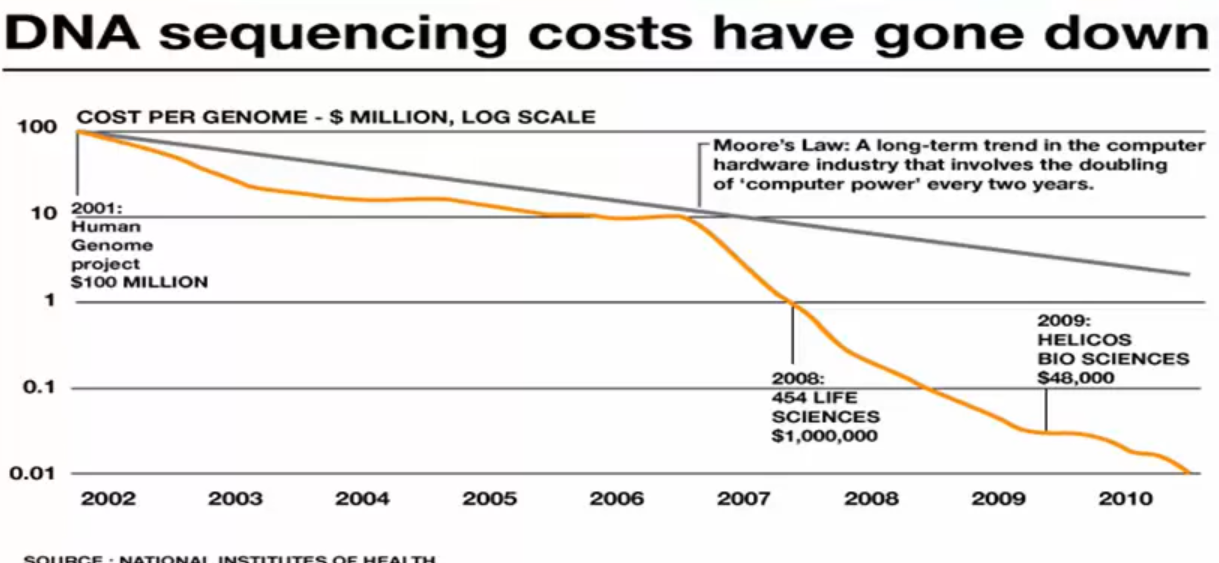 DNA sequencing costs have gone down
COST PER GENOME - $ MILLION, LOG SCALE
100
Moore's Law: A long-term trend in the computer
hardware industry that involves the doubling
of 'computer power' every two years.
10
2001:
Human
Genome
project
$100 MILLION
1
2009:
HELICOS
BIO SCIENCES
$48,000
0.1
2008:
454 LIFE
SCIENCES
$1,000,000
0.01
2002 2003 2004 2005 2006 2007 2008 2009 2010
SOURCE : NATIONAL INSTITUTES OF HEALTH